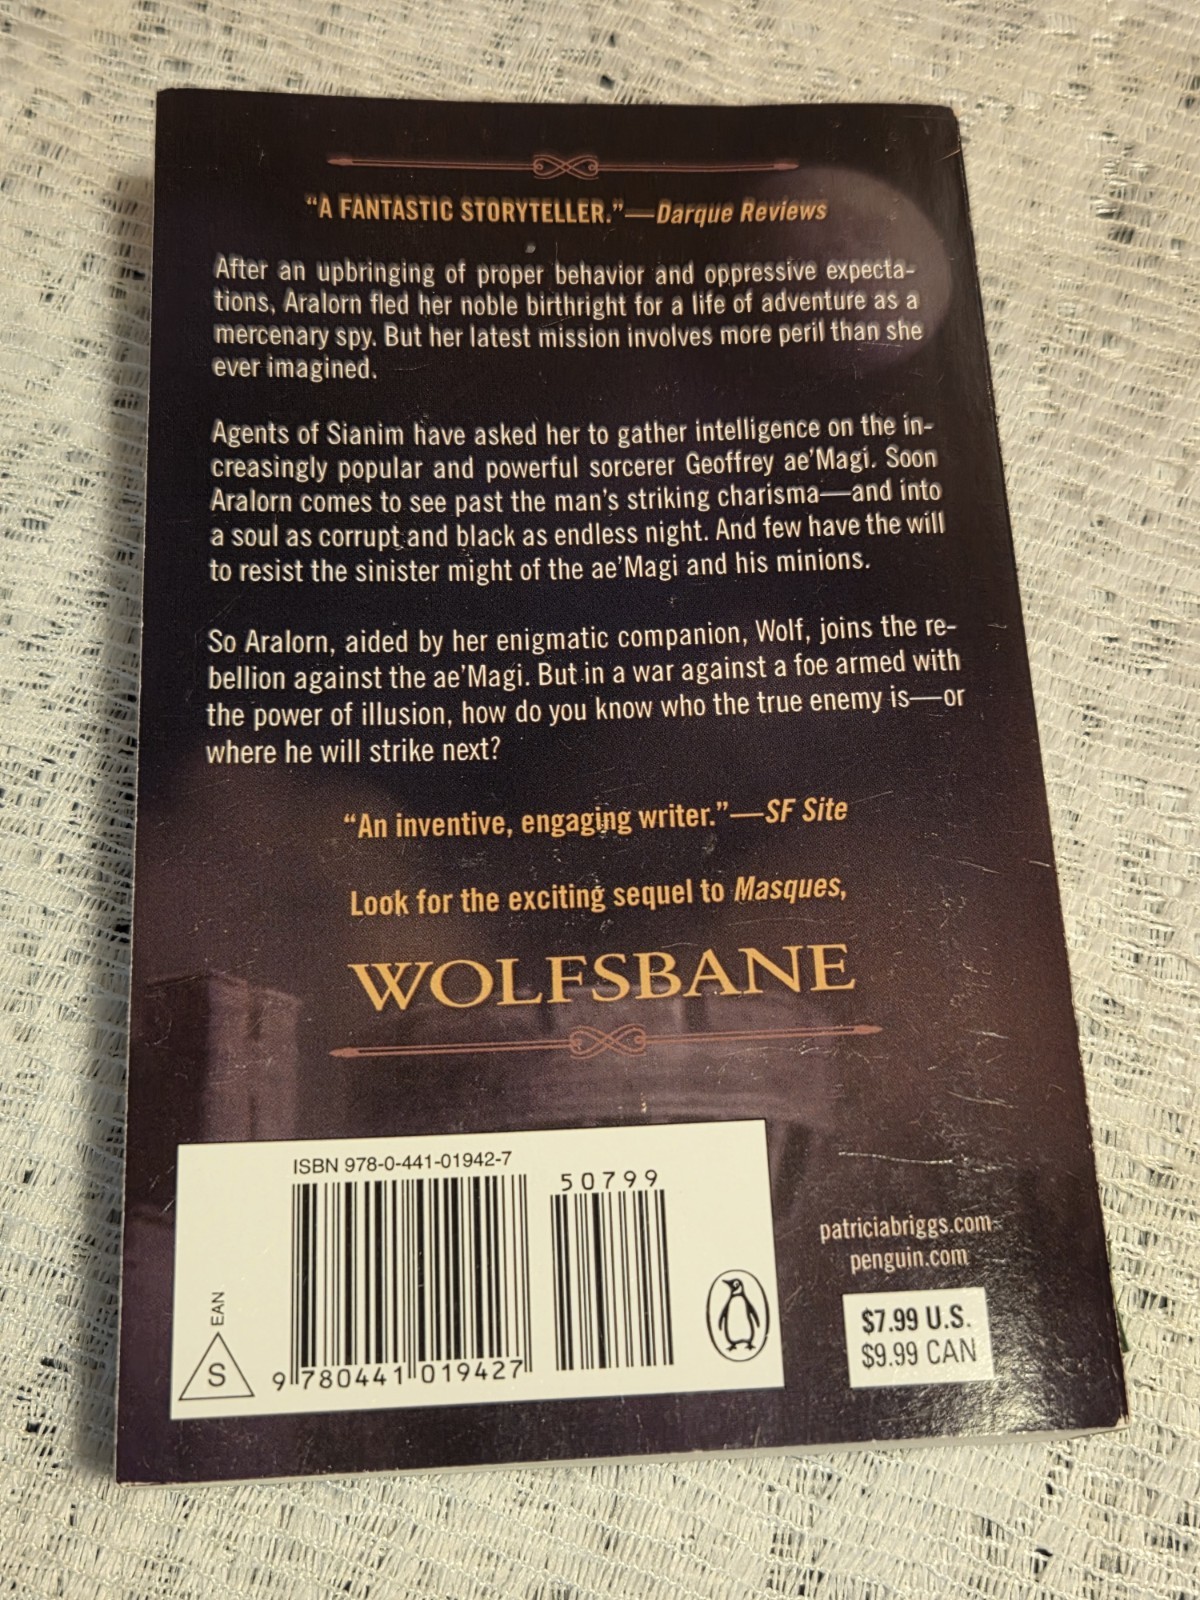 “A FANTASTIC STORYTELLER.”—Darque Reviews
After an upbringing of proper behavior and oppressive expecta-
tions, Aralorn fled her noble birthright for a life of adventure as a
mercenary spy. But her latest mission involves more peril than she
ever imagined.
Agents of Sianim have asked her to gather intelligence on the in-
creasingly popular and powerful sorcerer Geoffrey ae’Magi. Soon
Aralorn comes to see past the man’s striking charisma—and into
a soul as corrupt and black as endless night. And few have the will
to resist the sinister might of the ae’Magi and his minions.
So Aralorn, aided by her enigmatic companion, Wolf, joins the re-
bellion against the ae’Magi. But in a war against a foe armed with
the power of illusion, how do you know who the true enemy is—or
where he will strike next?
“An inventive, engaging writer.”—SF Site
Look for the exciting sequel to Masques,
WOLFSBANE
ISBN 978-0-441-01942-7
50799
EAN
S
9 780441 019427
patriciabriggs.com
penguin.com
$7.99 U.S.
$9.99 CAN